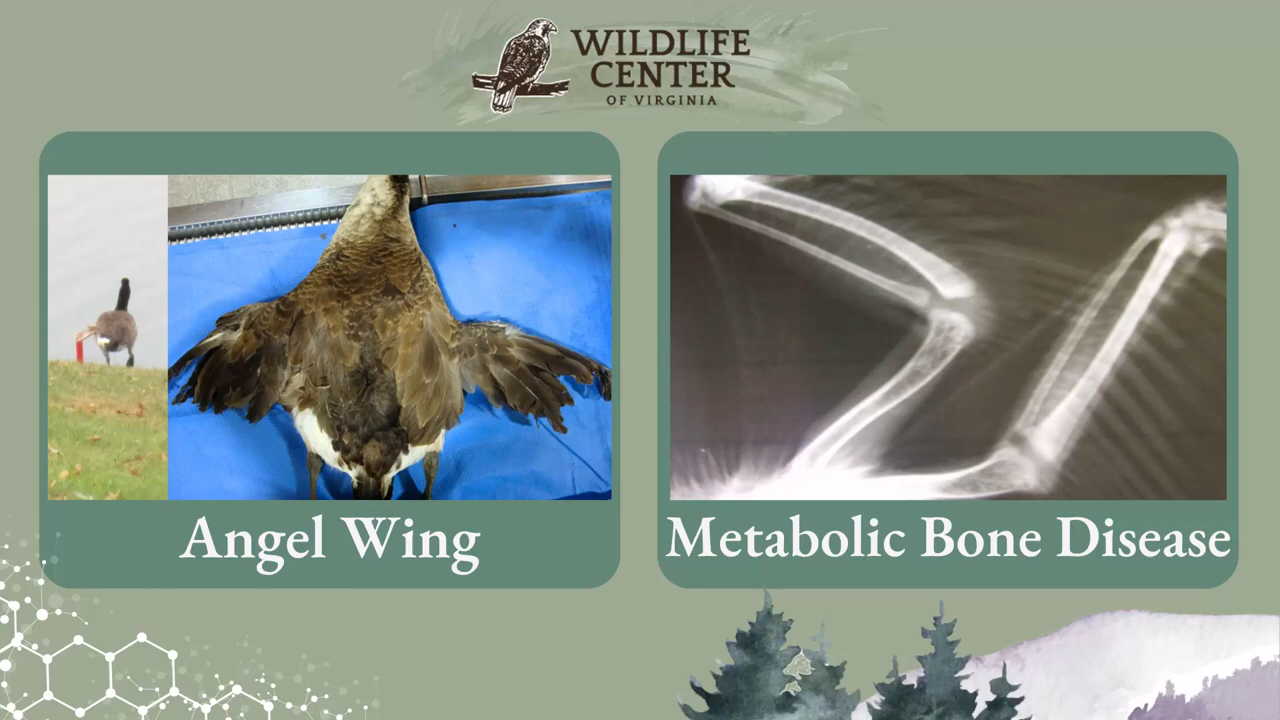 WILDLIFE
CENTER
OF VIRGINIA
Angel Wing
Metabolic Bone Disease